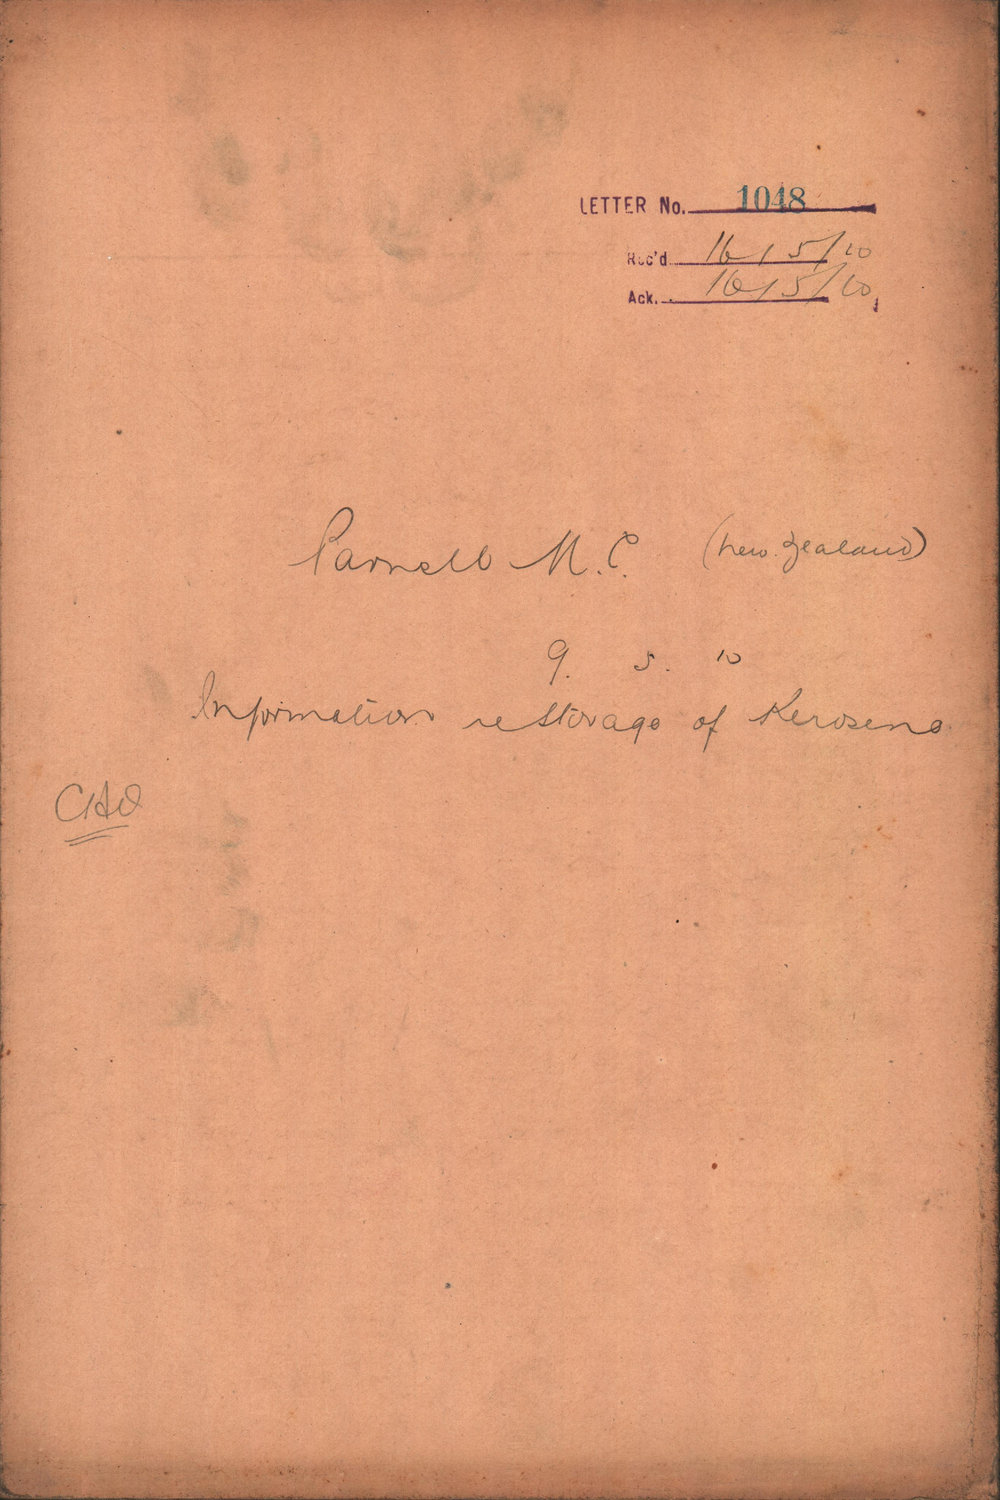 LETTER No. 1048
Rec'd 16/5/10
Ack. 16/5/10
Parnell M.C. (New Zealand)
9. 5. 10
Information re Storage of Kerosene